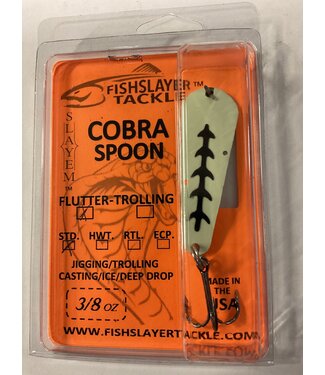 FISHSLAYER™
TACKLE
SLAYEM™
COBRA
SPOON
FLUTTER-TROLLING
STD. HWT. RTL. ECP.
JIGGING/TROLLING
CASTING/ICE/DEEP DROP
3/8 oz
MADE IN
THE
USA
WWW.FISHSLAYERTACKLE.COM